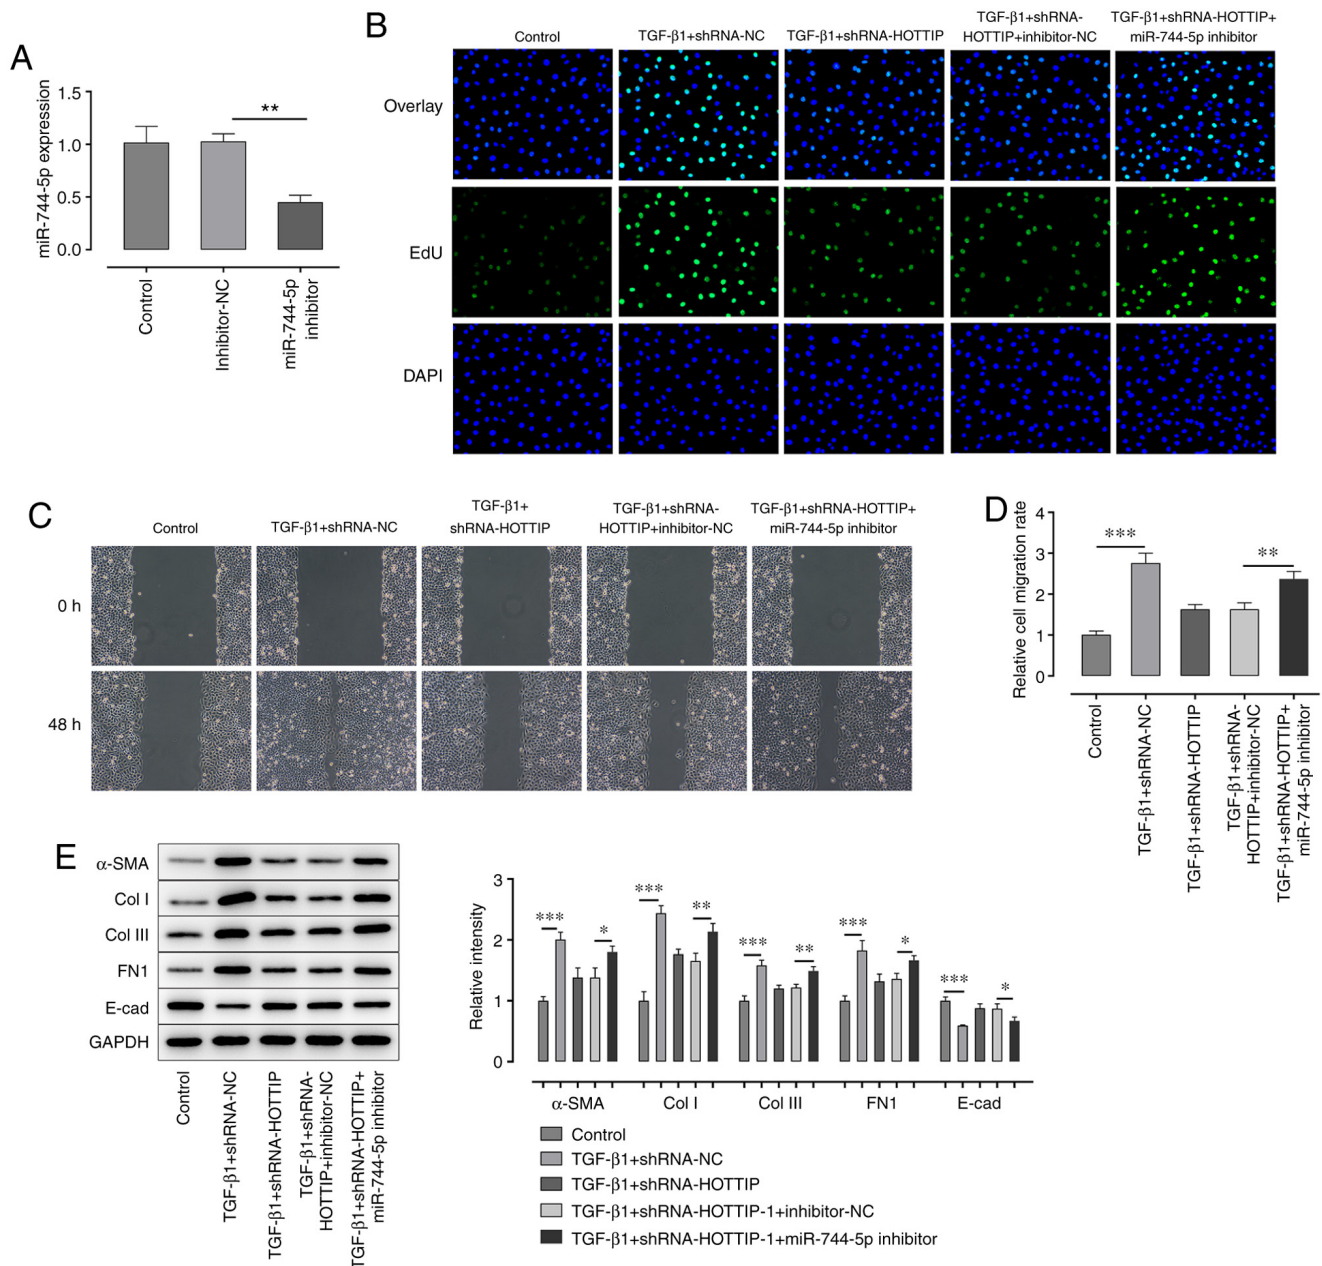 A
miR-744-5p expression
1.5
1.0
0.5
0.0
**
Control
Inhibitor-NC
miR-744-5p
inhibitor
B
Control
TGF-β1+shRNA-NC
TGF-β1+shRNA-HOTTIP
TGF-β1+shRNA-
HOTTIP+inhibitor-NC
TGF-β1+shRNA-HOTTIP+
miR-744-5p inhibitor
Overlay
EdU
DAPI
C
Control
TGF-β1+shRNA-NC
TGF-β1+
shRNA-HOTTIP
TGF-β1+shRNA-
HOTTIP+inhibitor-NC
TGF-β1+shRNA-HOTTIP+
miR-744-5p inhibitor
0 h
48 h
D
Relative cell migration rate
4
3
2
1
0
***
**
Control
TGF-β1+shRNA-NC
TGF-β1+shRNA-HOTTIP
TGF-β1+shRNA-
HOTTIP+inhibitor-NC
TGF-β1+shRNA-HOTTIP+
miR-744-5p inhibitor
E
α-SMA
Col I
Col III
FN1
E-cad
GAPDH
Control
TGF-β1+shRNA-NC
TGF-β1+shRNA-HOTTIP
TGF-β1+shRNA-
HOTTIP+inhibitor-NC
TGF-β1+shRNA-HOTTIP+
miR-744-5p inhibitor
Relative intensity
3
2
1
0
***
*
***
**
***
**
***
*
***
*
α-SMA
Col I
Col III
FN1
E-cad
Control
TGF-β1+shRNA-NC
TGF-β1+shRNA-HOTTIP
TGF-β1+shRNA-HOTTIP-1+inhibitor-NC
TGF-β1+shRNA-HOTTIP-1+miR-744-5p inhibitor